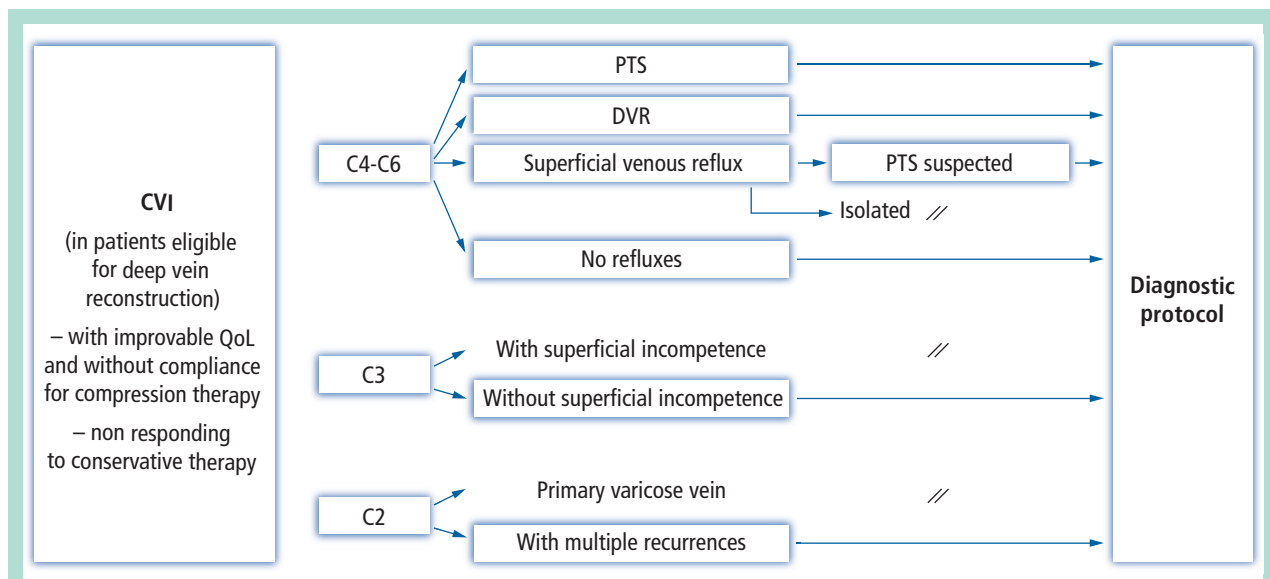 CVI
(in patients eligible
for deep vein
reconstruction)
– with improvable QoL
and without compliance
for compression therapy
– non responding
to conservative therapy
C4-C6
PTS
DVR
Superficial venous reflux
PTS suspected
Isolated //
No refluxes
C3
With superficial incompetence //
Without superficial incompetence
C2
Primary varicose vein //
With multiple recurrences
Diagnostic
protocol